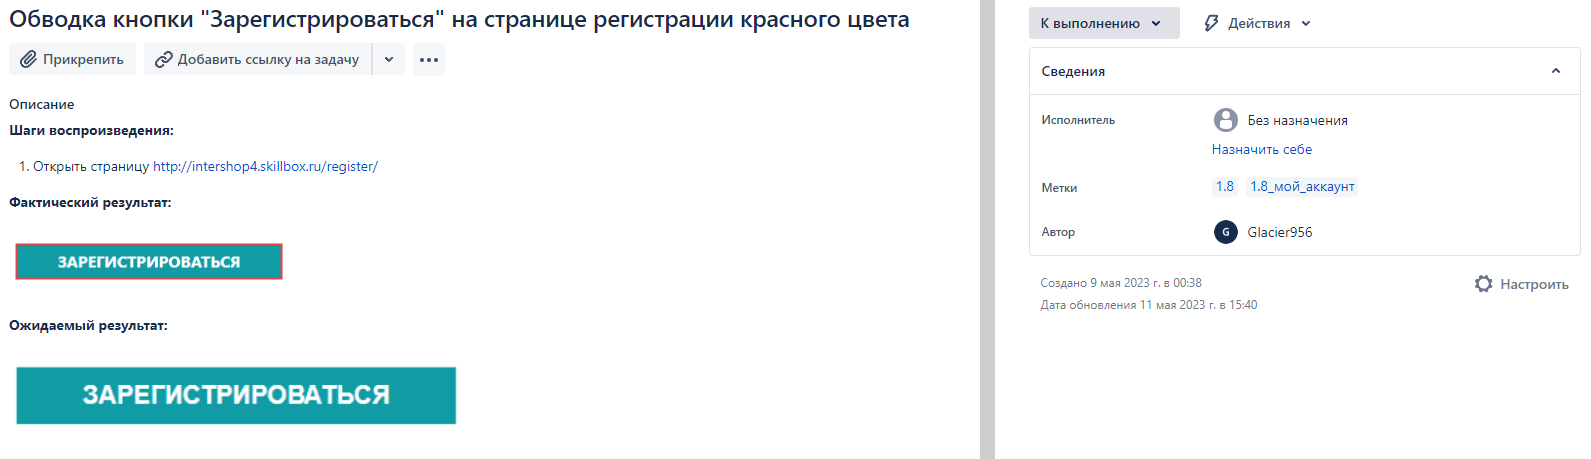 Обводка кнопки "Зарегистрироваться" на странице регистрации красного цвета
Прикрепить
Добавить ссылку на задачу
Описание
Шаги воспроизведения:
1. Открыть страницу http://intershop4.skillbox.ru/register/
Фактический результат:
ЗАРЕГИСТРИРОВАТЬСЯ
Ожидаемый результат:
ЗАРЕГИСТРИРОВАТЬСЯ
К выполнению
Действия
Сведения
Исполнитель
Без назначения
Назначить себе
Метки
1.8 1.8_мой_аккаунт
Автор
G Glacier956
Создано 9 мая 2023 г. в 00:38
Дата обновления 11 мая 2023 г. в 15:40
Настроить